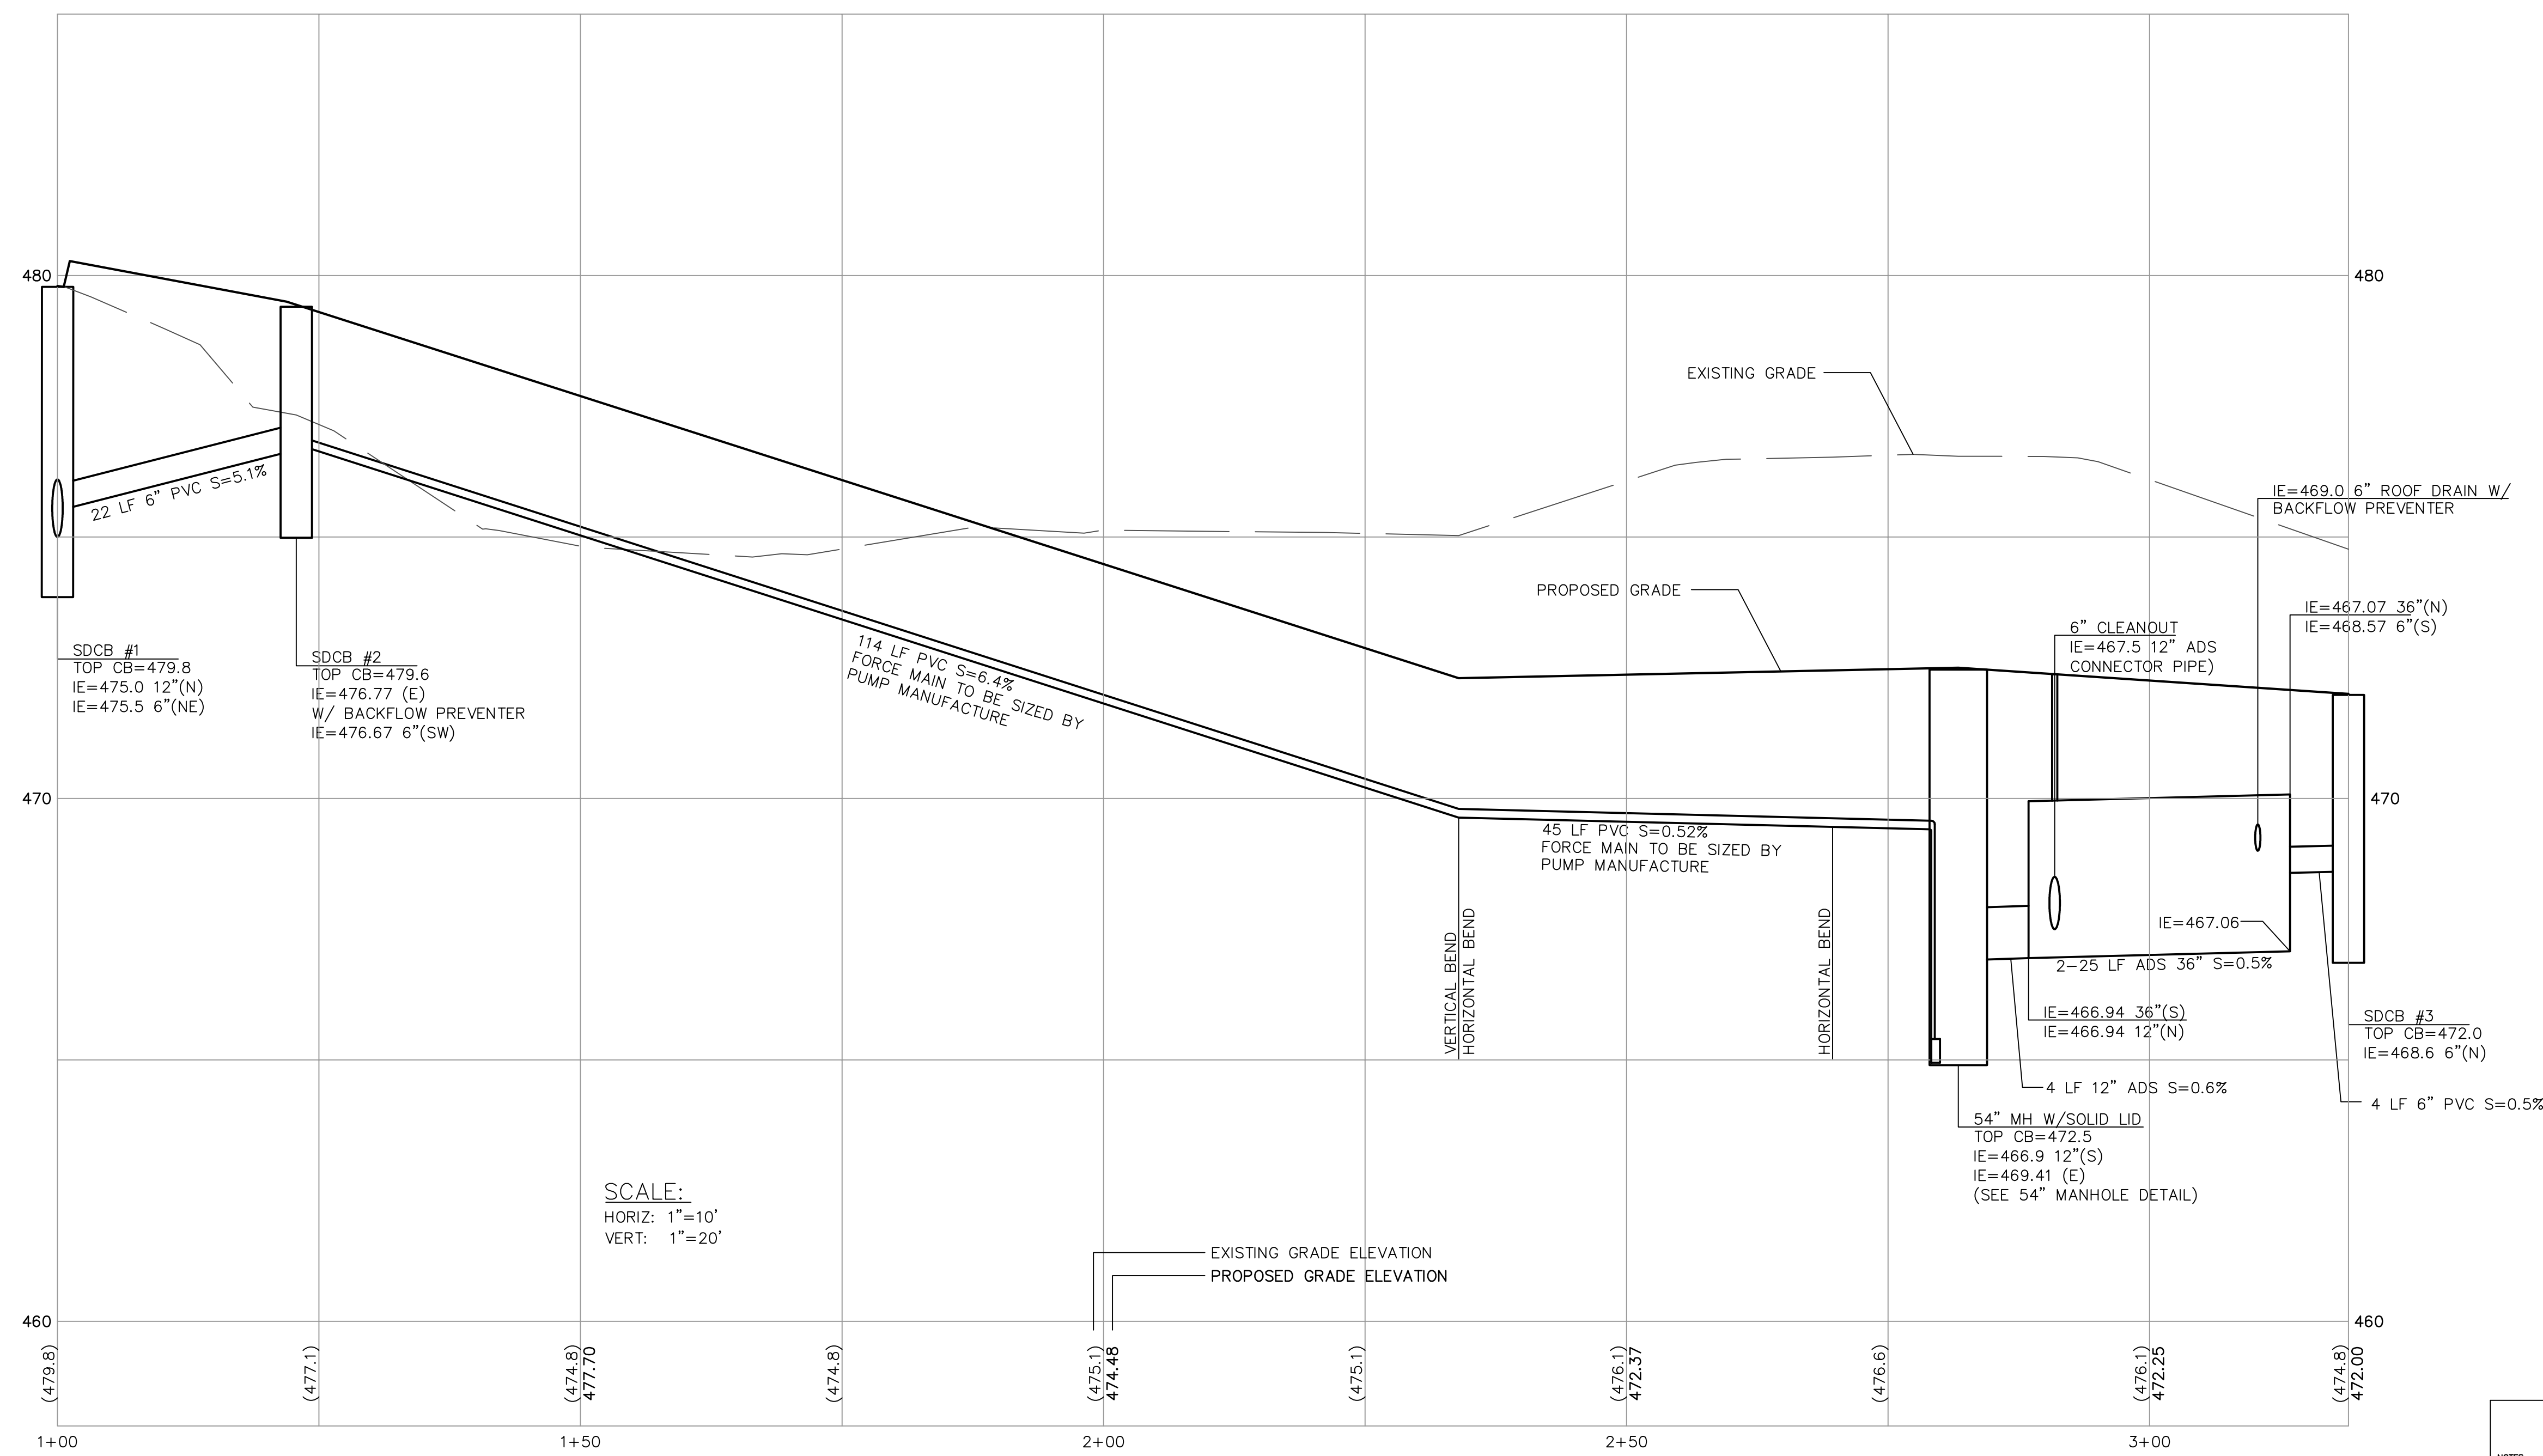 480
480
EXISTING GRADE
22 LF 6” PVC S=5.1%
IE=469.0 6” ROOF DRAIN W/
BACKFLOW PREVENTER
PROPOSED GRADE
IE=467.07 36”(N)
IE=468.57 6”(S)
6” CLEANOUT
IE=467.5 12” ADS
CONNECTOR PIPE)
SDCB #1
TOP CB=479.8
IE=475.0 12”(N)
IE=475.5 6”(NE)
SDCB #2
TOP CB=479.6
IE=476.77 (E)
W/ BACKFLOW PREVENTER
IE=476.67 6”(SW)
114 LF PVC S=6.4%
FORCE MAIN TO BE SIZED BY
PUMP MANUFACTURE
470
470
45 LF PVC S=0.52%
FORCE MAIN TO BE SIZED BY
PUMP MANUFACTURE
VERTICAL BEND
HORIZONTAL BEND
HORIZONTAL BEND
IE=467.06
2-25 LF ADS 36” S=0.5%
IE=466.94 36”(S)
IE=466.94 12”(N)
SDCB #3
TOP CB=472.0
IE=468.6 6”(N)
4 LF 12” ADS S=0.6%
4 LF 6” PVC S=0.5%
54” MH W/SOLID LID
TOP CB=472.5
IE=466.9 12”(S)
IE=469.41 (E)
(SEE 54” MANHOLE DETAIL)
SCALE:
HORIZ: 1”=10’
VERT: 1”=20’
EXISTING GRADE ELEVATION
PROPOSED GRADE ELEVATION
460
460
(479.8)
(477.1)
(474.8)
477.70
(474.8)
(475.1)
474.48
(475.1)
(476.1)
472.37
(476.6)
(476.1)
472.25
(474.8)
472.00
1+00
1+50
2+00
2+50
3+00